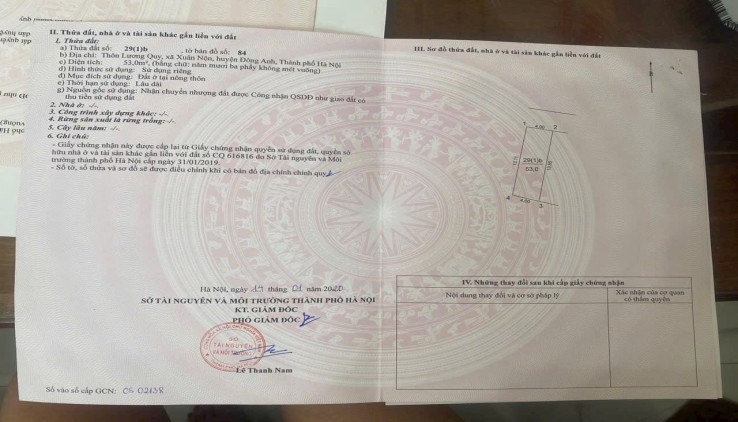 II. Thửa đất, nhà ở và tài sản khác gắn liền với đất
1. Thửa đất:
a) Thửa đất số: 29(1)b , tờ bản đồ số: 84
b) Địa chỉ: Thôn Lương Quy, xã Xuân Nộn, huyện Đông Anh, Thành phố Hà Nội
c) Diện tích: 53,0m², (bằng chữ: năm mươi ba phẩy không mét vuông)
d) Hình thức sử dụng: Sử dụng riêng
đ) Mục đích sử dụng: Đất ở tại nông thôn
e) Thời hạn sử dụng: Lâu dài
g) Nguồn gốc sử dụng: Nhận chuyển nhượng đất được Công nhận QSDĐ như giao đất có
thu tiền sử dụng đất
2. Nhà ở: -/-
3. Công trình xây dựng khác: -/-
4. Rừng sản xuất là rừng trồng: -/-
5. Cây lâu năm: -/-
6. Ghi chú:
- Giấy chứng nhận này được cấp lại từ Giấy chứng nhận quyền sử dụng đất, quyền sở
hữu nhà ở và tài sản khác gắn liền với đất số CQ 616816 do Sở Tài nguyên và Môi
trường thành phố Hà Nội cấp ngày 31/01/2019.
- Số tờ, số thửa và sơ đồ sẽ được điều chỉnh khi có bản đồ địa chính chính quy
Hà Nội, ngày 17 tháng 01 năm 2020
SỞ TÀI NGUYÊN VÀ MÔI TRƯỜNG THÀNH PHỐ HÀ NỘI
KT. GIÁM ĐỐC
PHÓ GIÁM ĐỐC
SỞ
TÀI NGUYÊN
VÀ MÔI TRƯỜNG
Lê Thanh Nam
Số vào sổ cấp GCN: CS 02138
III. Sơ đồ thửa đất, nhà ở và tài sản khác gắn liền với đất
1 2
29(1)b
53.0
4 3
IV. Những thay đổi sau khi cấp giấy chứng nhận
Nội dung thay đổi và cơ sở pháp lý
Xác nhận của cơ quan
có thẩm quyền